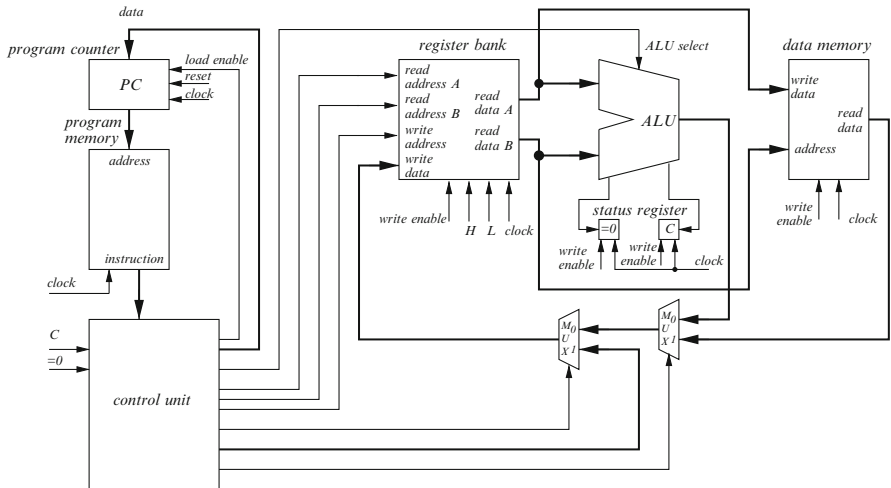 data
program counter
PC
load enable
reset
clock
program
memory
address
instruction
clock
C
=0
control unit
register bank
read
address A
read
address B
write
address
write
data
read
data A
read
data B
write enable
H
L
clock
ALU select
ALU
status register
=0
C
write
enable
write
enable
clock
data memory
write
data
read
data
address
write
enable
clock
M 0
U
X 1
M 0
U
X 1